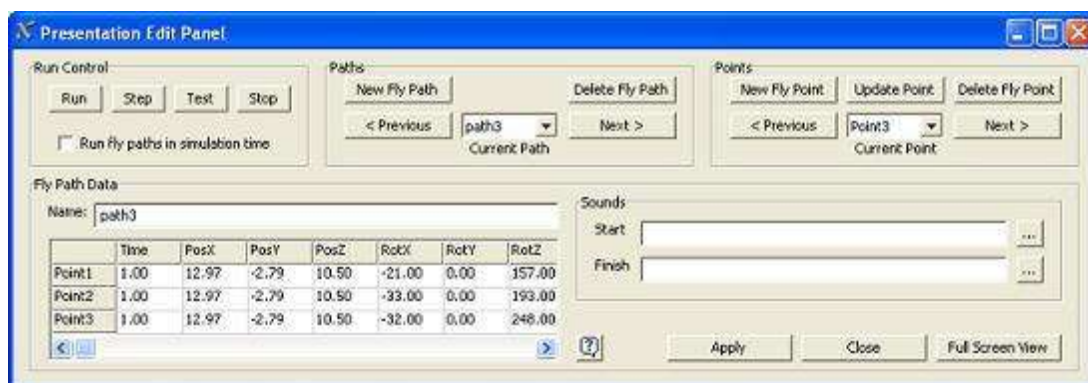 Presentation Edit Panel
Run Control
Run Step Test Stop
Run fly paths in simulation time
Paths
New Fly Path Delete Fly Path
< Previous path3 Next >
Current Path
Points
New Fly Point Update Point Delete Fly Point
< Previous Point3 Next >
Current Point
Fly Path Data
Name: path3
Time PosX PosY PosZ RotX RotY RotZ
Point1 1.00 12.97 -2.79 10.50 -21.00 0.00 157.00
Point2 1.00 12.97 -2.79 10.50 -33.00 0.00 193.00
Point3 1.00 12.97 -2.79 10.50 -32.00 0.00 248.00
Sounds
Start ...
Finish ...
? Apply Close Full Screen View